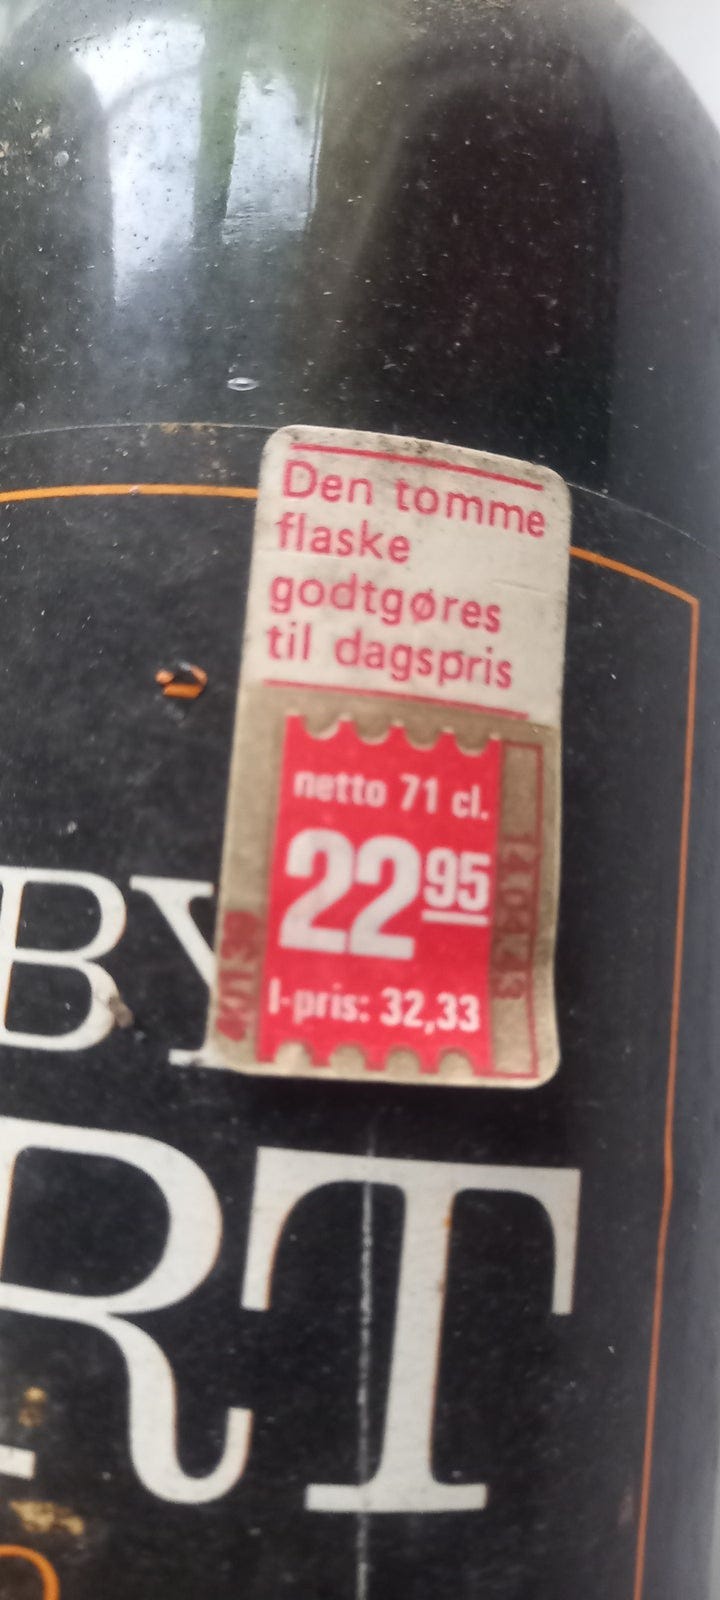 Den tomme
flaske
godtgøres
til dagspris
netto 71 cl.
22 95
l-pris: 32,33
BY
RT